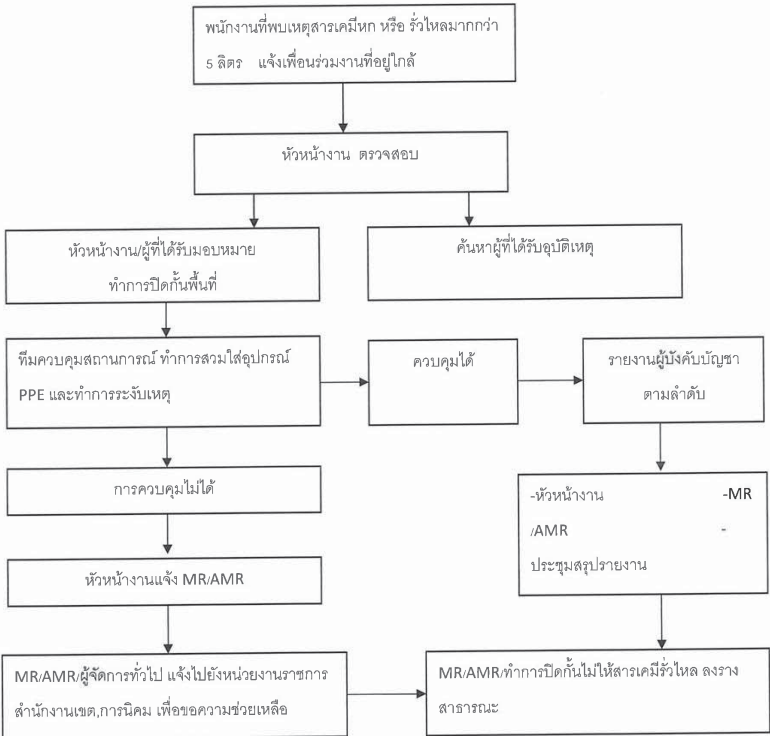 พนักงานที่พบเหตุสารเคมีหก หรือ รั่วไหลมากกว่า
5 ลิตร แจ้งเพื่อนร่วมงานที่อยู่ใกล้
หัวหน้างาน ตรวจสอบ
หัวหน้างาน/ผู้ที่ได้รับมอบหมาย
ทำการปิดกั้นพื้นที่
ค้นหาผู้ที่ได้รับอุบัติเหตุ
ทีมควบคุมสถานการณ์ ทำการสวมใส่อุปกรณ์
PPE และทำการระงับเหตุ
ควบคุมได้
รายงานผู้บังคับบัญชา
ตามลำดับ
การควบคุมไม่ได้
-หัวหน้างาน -MR
/AMR -
ประชุมสรุปรายงาน
หัวหน้างานแจ้ง MR/AMR
MR/AMR/ผู้จัดการทั่วไป แจ้งไปยังหน่วยงานราชการ
สำนักงานเขต,การนิคม เพื่อขอความช่วยเหลือ
MR/AMR/ทำการปิดกั้นไม่ให้สารเคมีรั่วไหล ลงราง
สาธารณะ